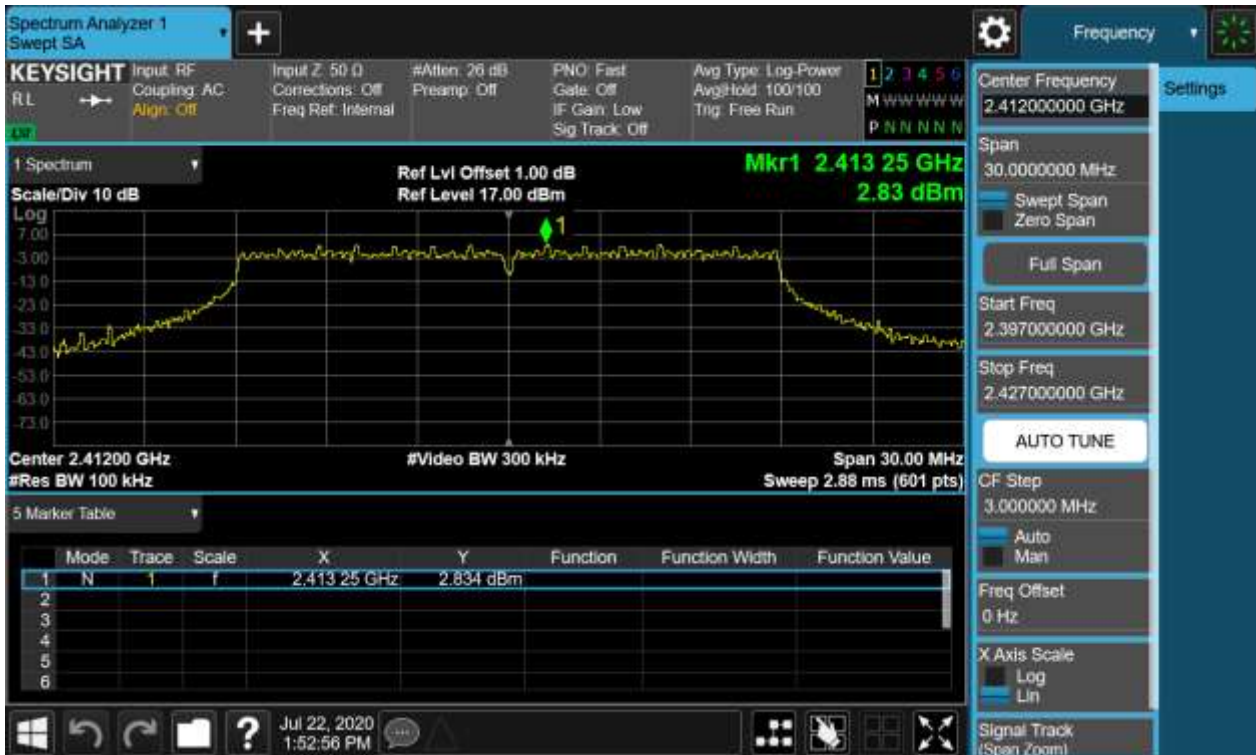 Spectrum Analyzer 1
Swept SA
+
Frequency
KEYSIGHT
RL
Input: RF
Coupling: AC
Align: Off
Input Z: 50 Ω
Corrections: Off
Freq Ref: Internal
#Atten: 26 dB
Preamp: Off
PNO: Fast
Gate: Off
IF Gain: Low
Sig Track: Off
Avg Type: Log-Power
Avg|Hold: 100/100
Trig: Free Run
1 2 3 4 5 6
M W W W W W
P N N N N N
1 Spectrum
Scale/Div 10 dB
Log
Ref Lvl Offset 1.00 dB
Ref Level 17.00 dBm
Mkr1 2.413 25 GHz
2.83 dBm
1
7.00
-3.00
-13.0
-23.0
-33.0
-43.0
-53.0
-63.0
-73.0
Center 2.41200 GHz
#Video BW 300 kHz
Span 30.00 MHz
#Res BW 100 kHz
Sweep 2.88 ms (601 pts)
5 Marker Table
Mode Trace Scale X Y Function Function Width Function Value
1 N 1 f 2.413 25 GHz 2.834 dBm
2
3
4
5
6
Jul 22, 2020
1:52:56 PM
Center Frequency
2.412000000 GHz
Settings
Span
30.0000000 MHz
Swept Span
Zero Span
Full Span
Start Freq
2.397000000 GHz
Stop Freq
2.427000000 GHz
AUTO TUNE
CF Step
3.000000 MHz
Auto
Man
Freq Offset
0 Hz
X Axis Scale
Log
Lin
Signal Track
(Span Zoom)